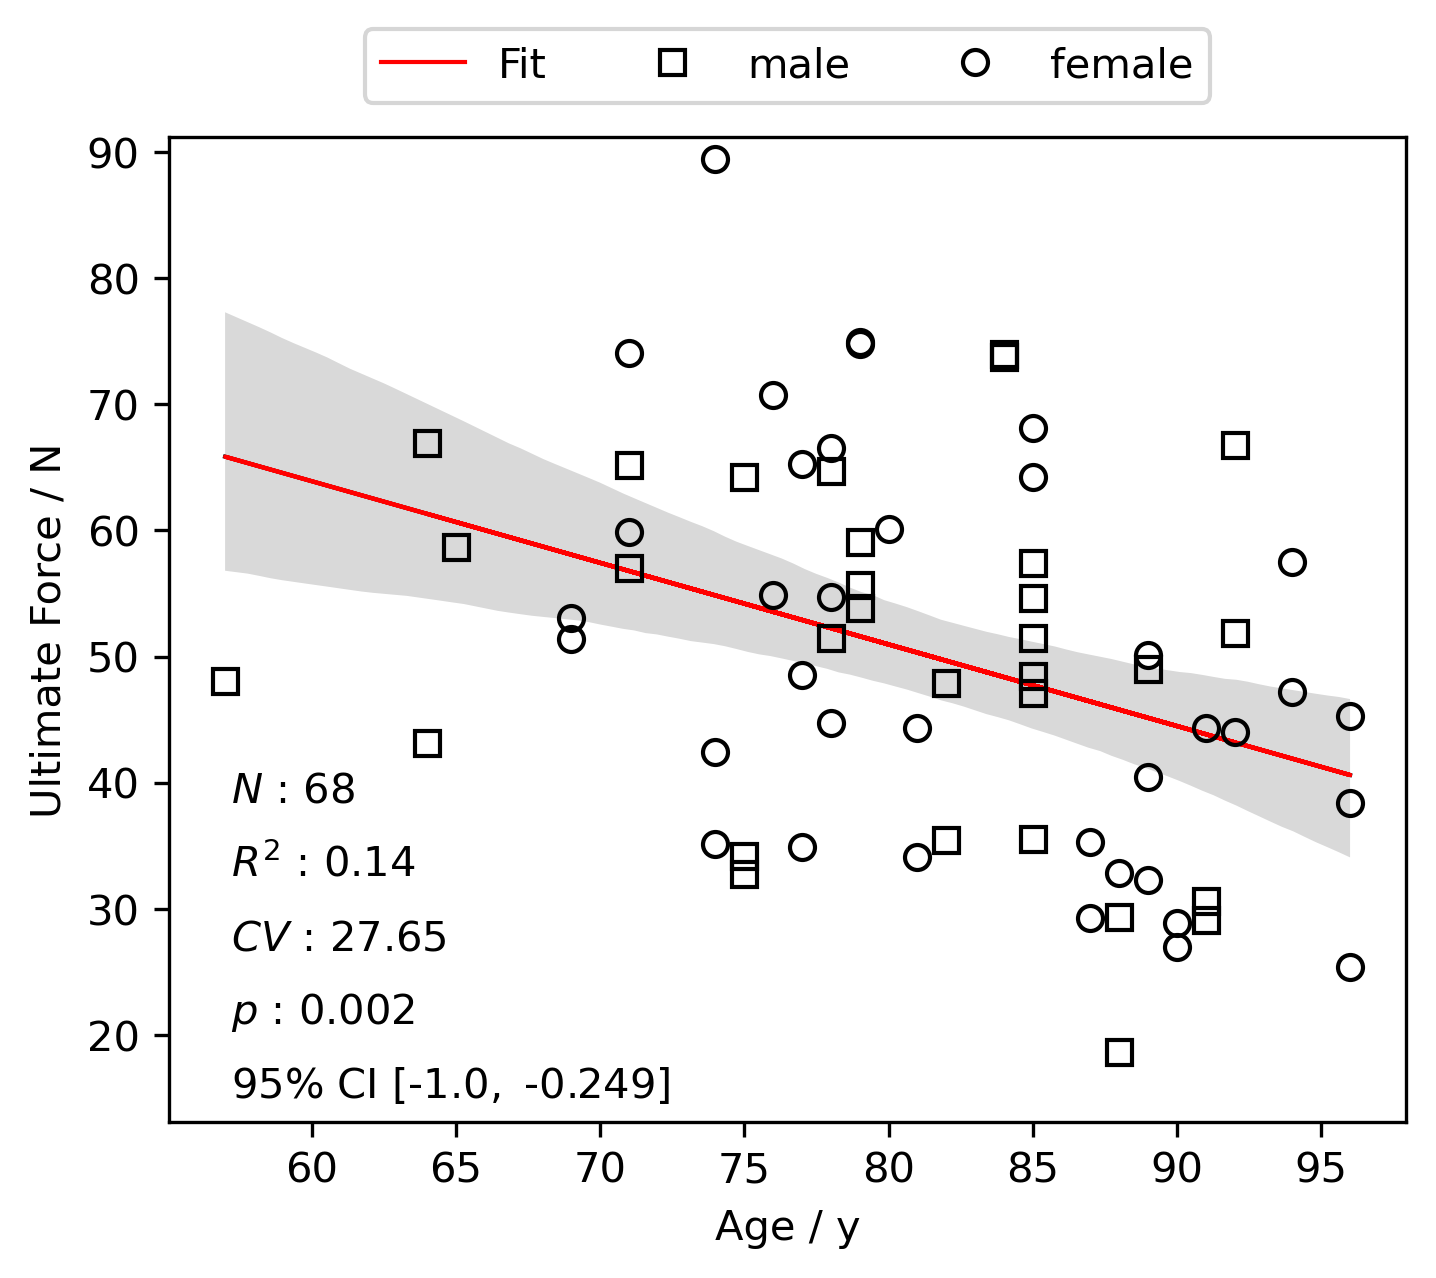 Fit male female
90
80
70
60
50
40
30
20
Ultimate Force / N
N : 68
R² : 0.14
CV : 27.65
p : 0.002
95% CI [-1.0, -0.249]
60 65 70 75 80 85 90 95
Age / y